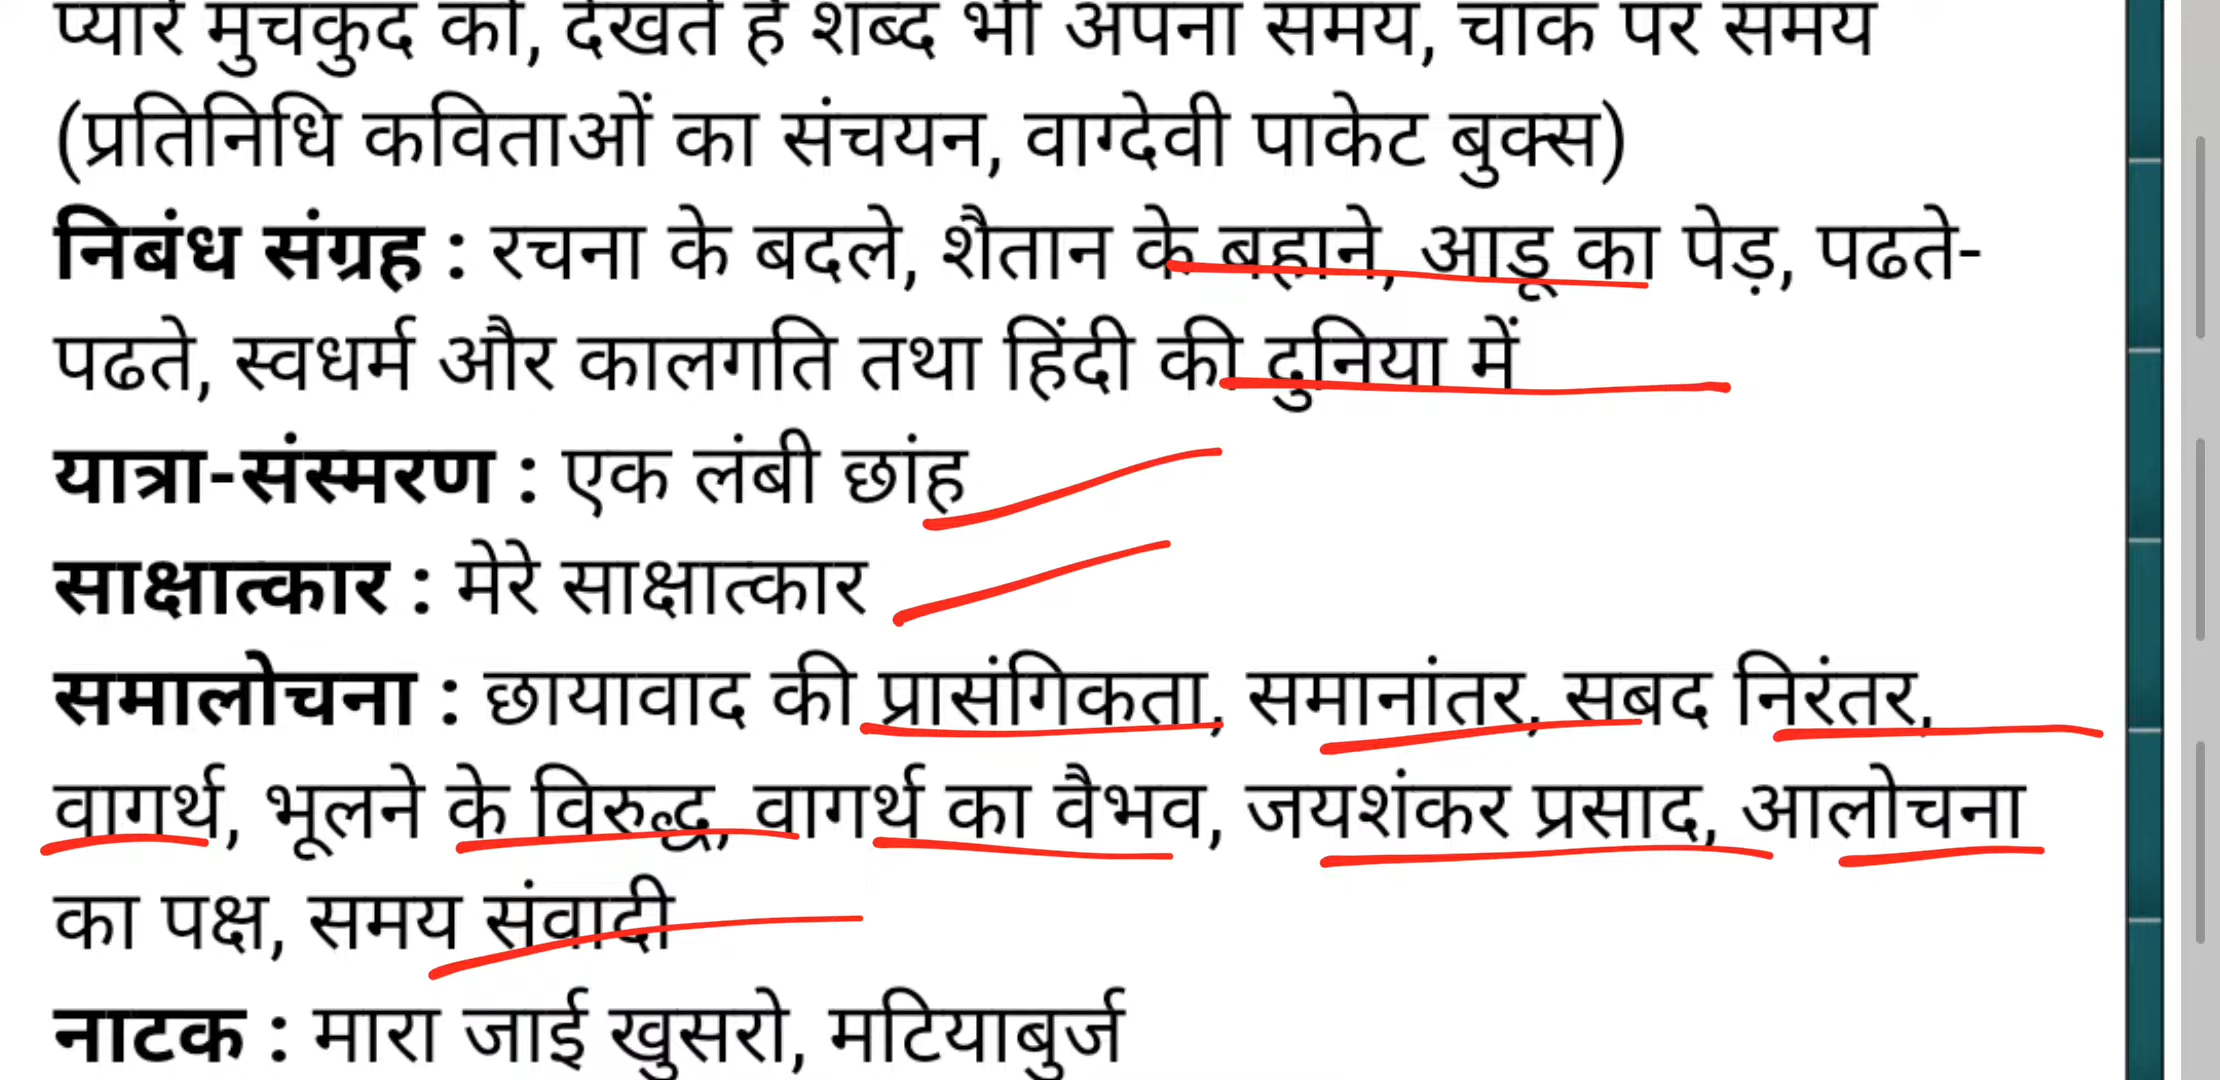 प्यारे मुचकुंद को, देखते हैं शब्द भी अपना समय, चाक पर समय
(प्रतिनिधि कविताओं का संचयन, वाग्देवी पाकेट बुक्स)
निबंध संग्रह : रचना के बदले, शैतान के बहाने, आडू का पेड़, पढते-
पढते, स्वधर्म और कालगति तथा हिंदी की दुनिया में
यात्रा-संस्मरण : एक लंबी छांह
साक्षात्कार : मेरे साक्षात्कार
समालोचना : छायावाद की प्रासंगिकता, समानांतर, सबद निरंतर,
वागर्थ, भूलने के विरुद्ध, वागर्थ का वैभव, जयशंकर प्रसाद, आलोचना
का पक्ष, समय संवादी
नाटक : मारा जाई खुसरो, मटियाबुर्ज